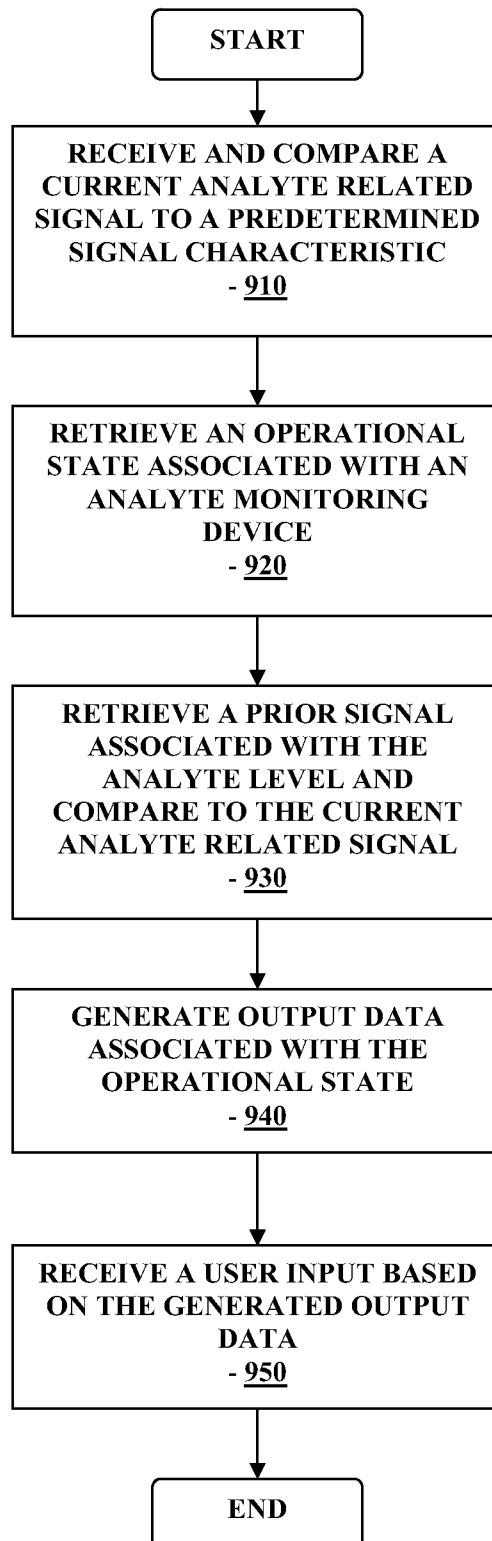 START
RECEIVE AND COMPARE A
CURRENT ANALYTE RELATED
SIGNAL TO A PREDETERMINED
SIGNAL CHARACTERISTIC
- 910
RETRIEVE AN OPERATIONAL
STATE ASSOCIATED WITH AN
ANALYTE MONITORING
DEVICE
- 920
RETRIEVE A PRIOR SIGNAL
ASSOCIATED WITH THE
ANALYTE LEVEL AND
COMPARE TO THE CURRENT
ANALYTE RELATED SIGNAL
- 930
GENERATE OUTPUT DATA
ASSOCIATED WITH THE
OPERATIONAL STATE
- 940
RECEIVE A USER INPUT BASED
ON THE GENERATED OUTPUT
DATA
- 950
END